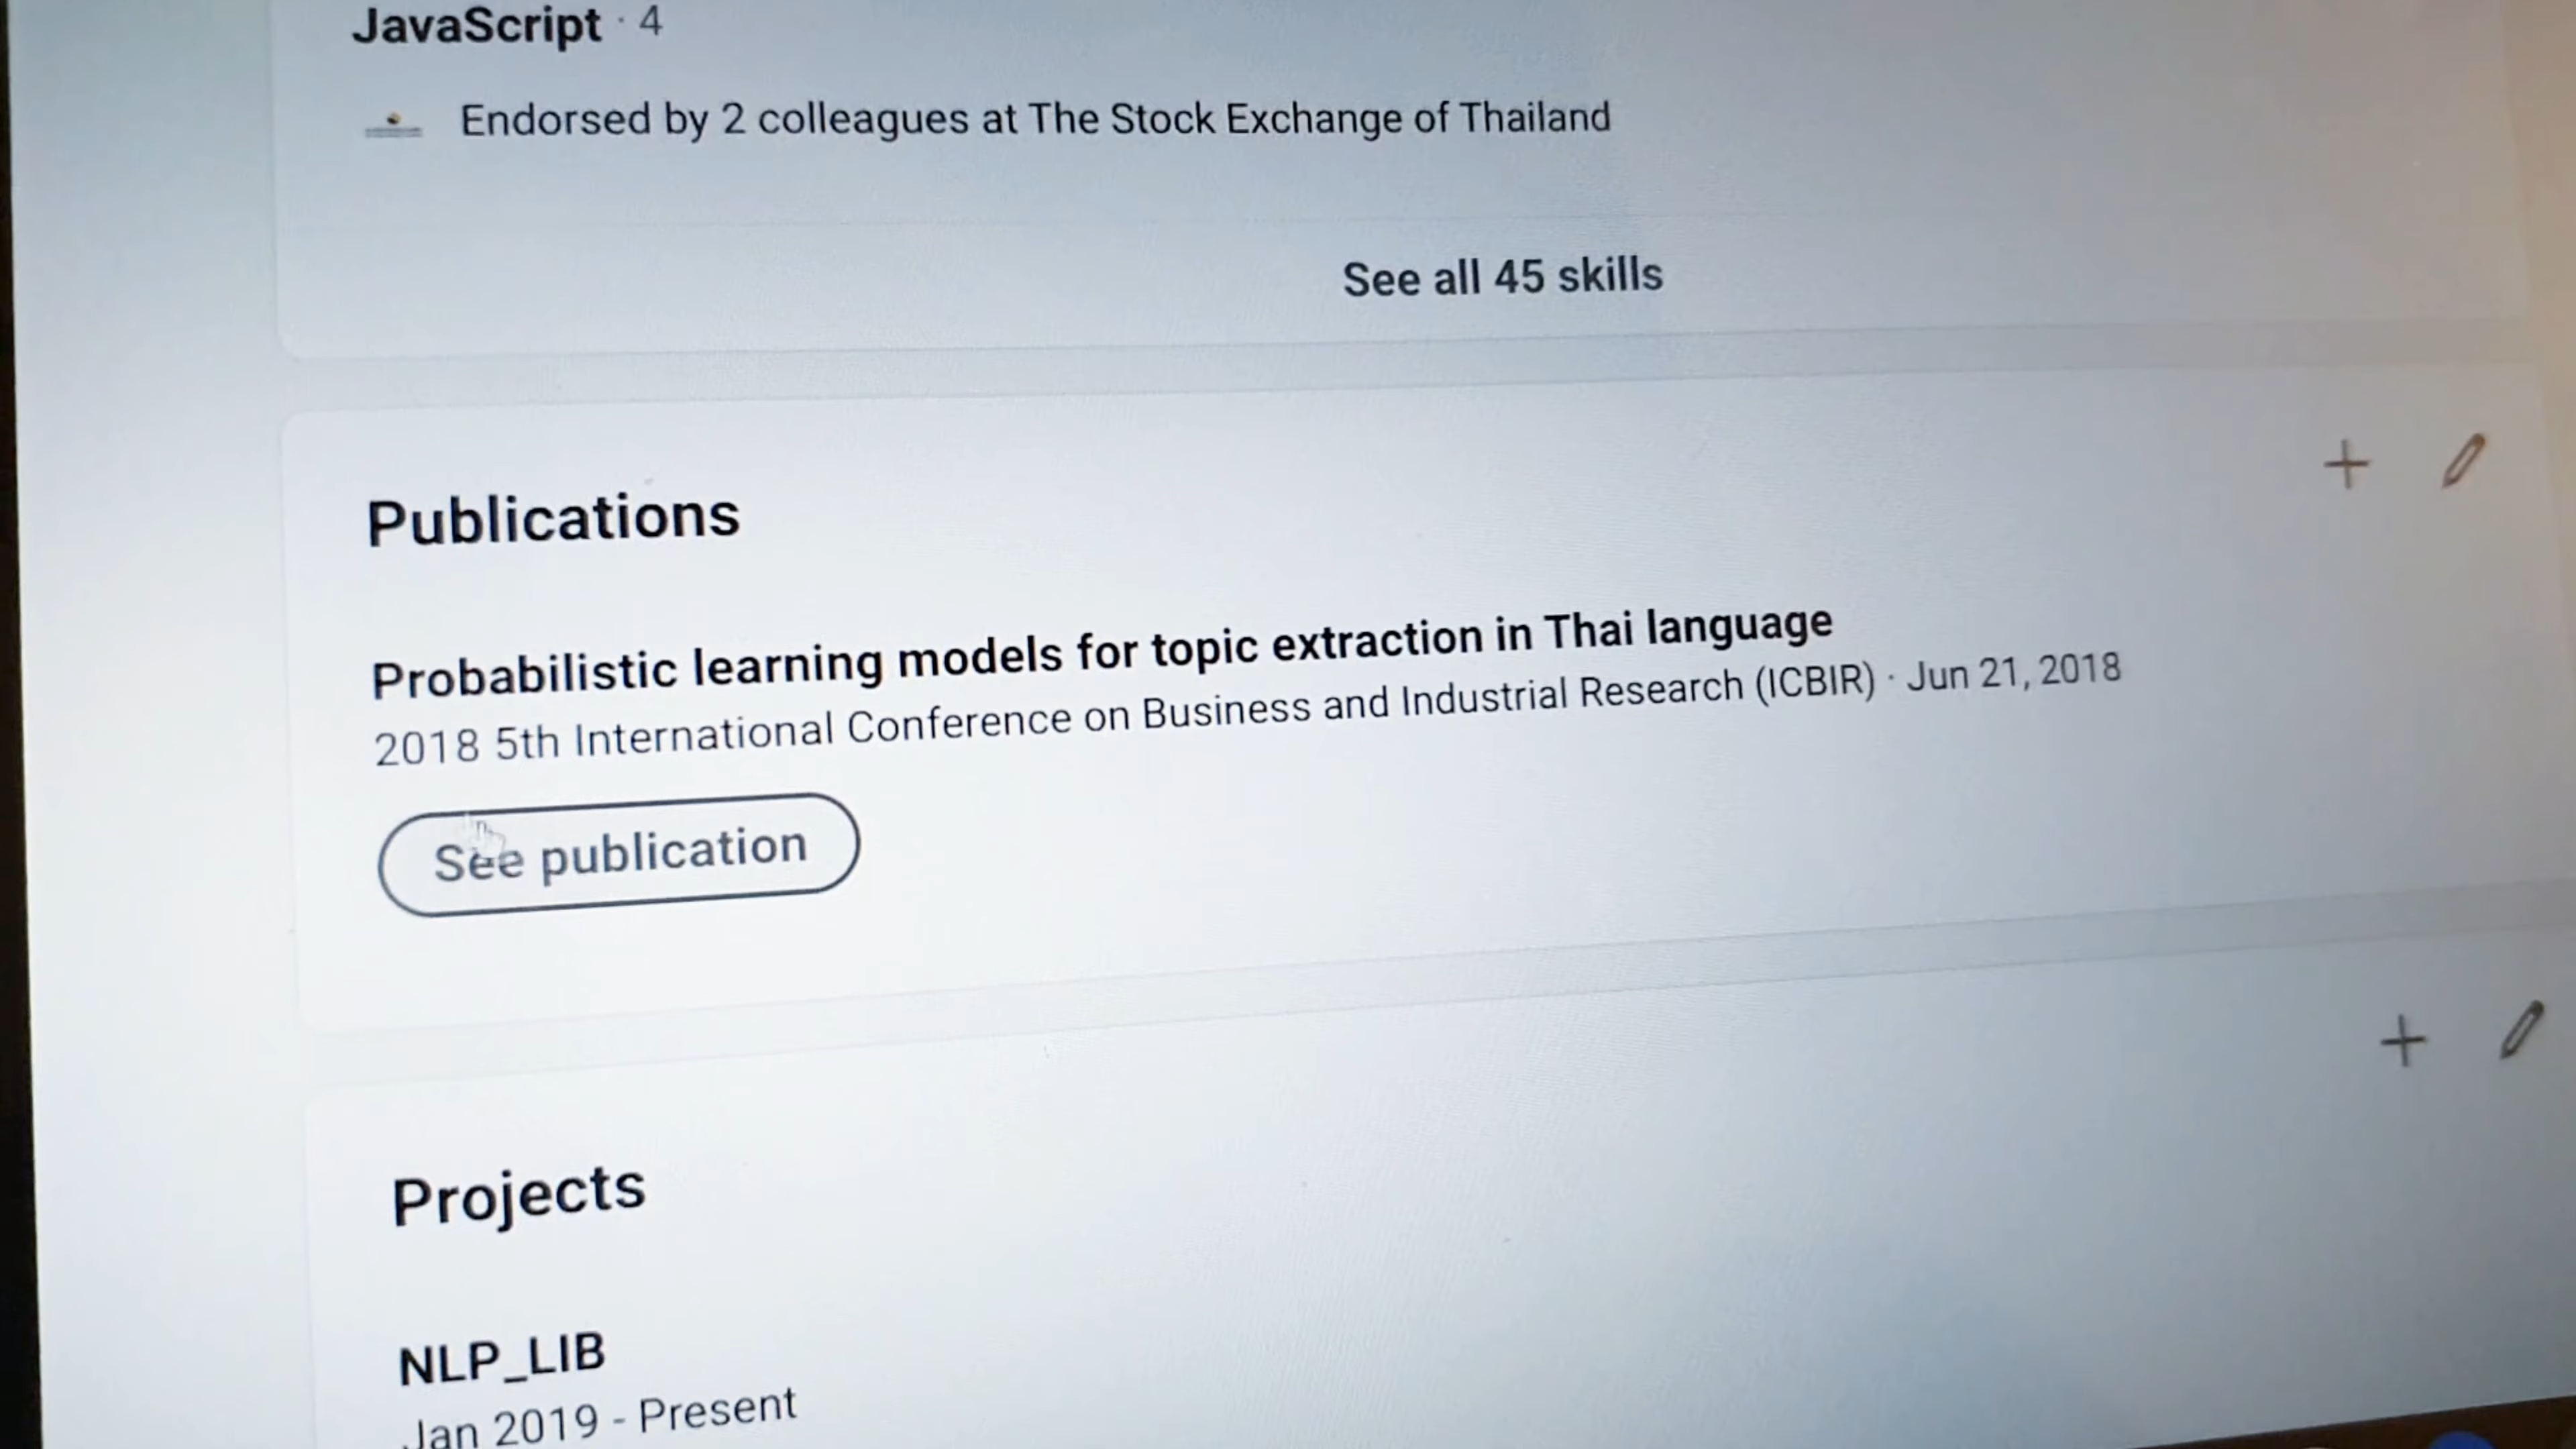 JavaScript · 4
Endorsed by 2 colleagues at The Stock Exchange of Thailand
See all 45 skills
Publications
Probabilistic learning models for topic extraction in Thai language
2018 5th International Conference on Business and Industrial Research (ICBIR) · Jun 21, 2018
See publication
Projects
NLP_LIB
Jan 2019 - Present